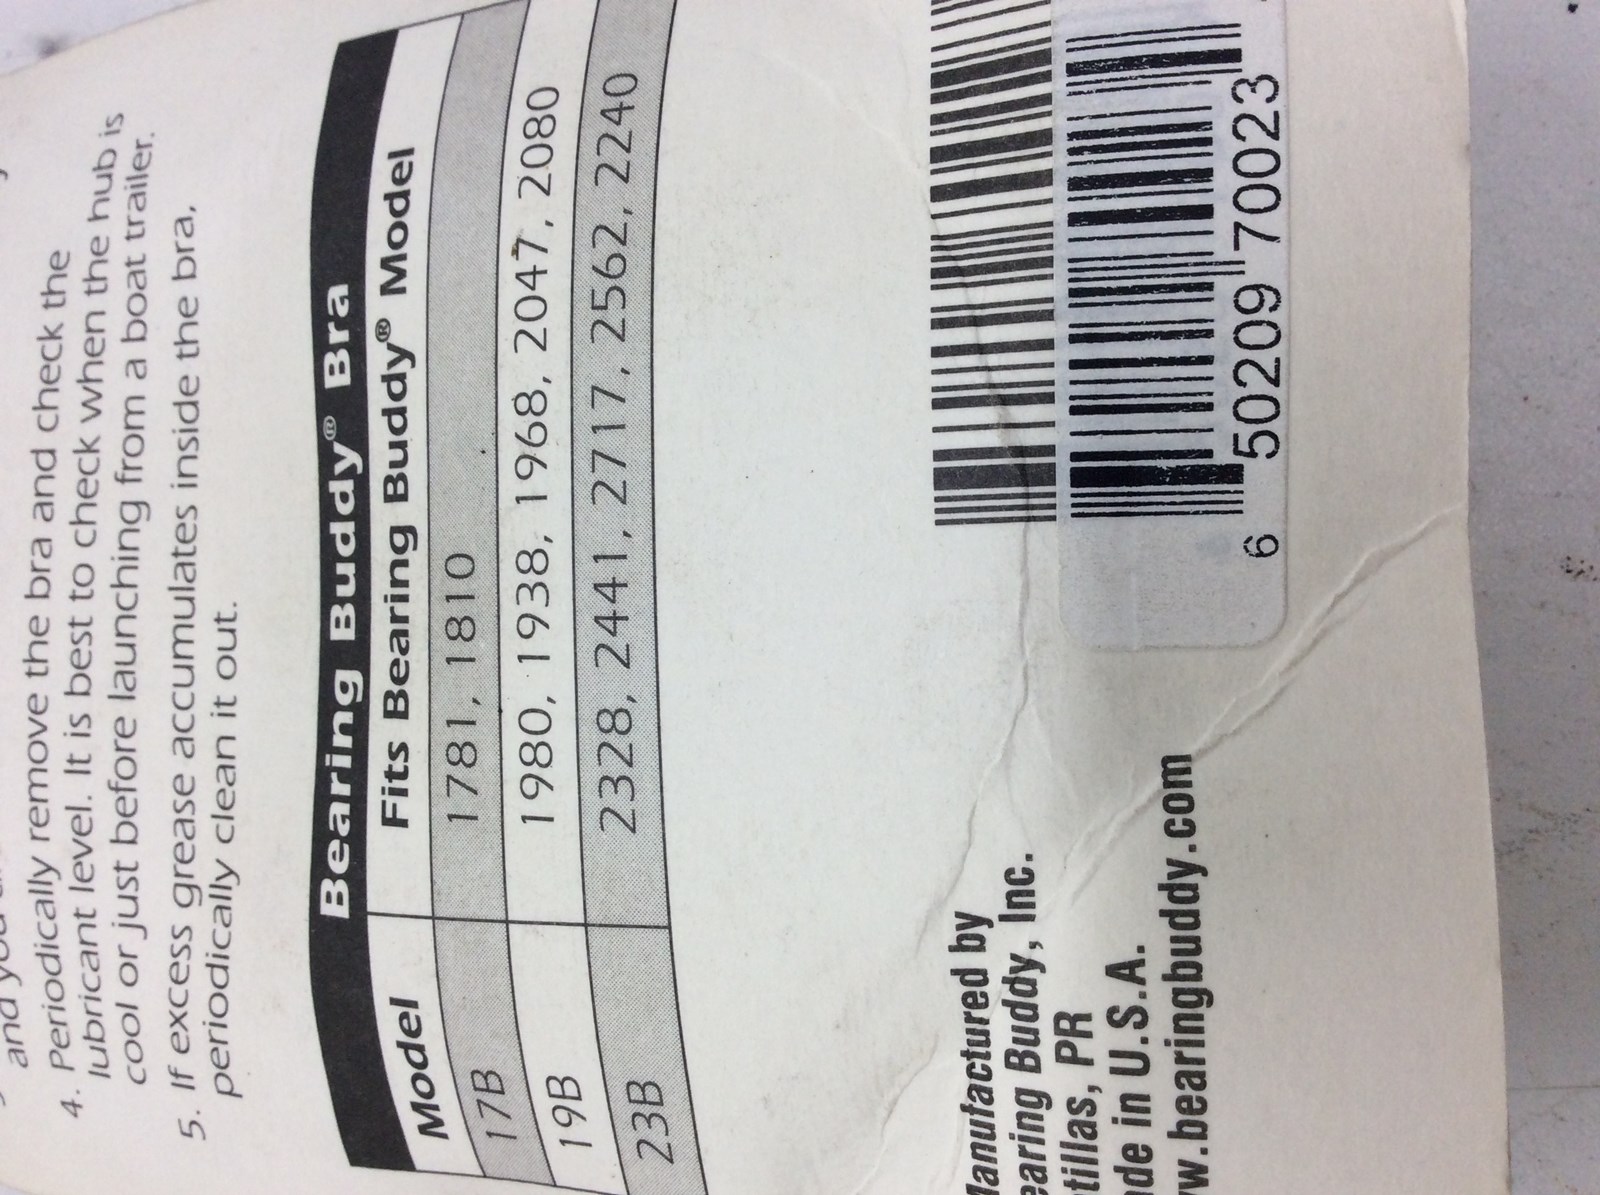 and you
4. Periodically remove the bra and check the
lubricant level. It is best to check when the hub is
cool or just before launching from a boat trailer.
5. If excess grease accumulates inside the bra,
periodically clean it out.
Bearing Buddy® Bra
Model Fits Bearing Buddy® Model
17B 1781, 1810
19B 1980, 1938, 1968, 2047, 2080
23B 2328, 2441, 2717, 2562, 2240
anufactured by
earing Buddy, Inc.
tillas, PR
de in U.S.A.
w.bearingbuddy.com
6 50209 70023